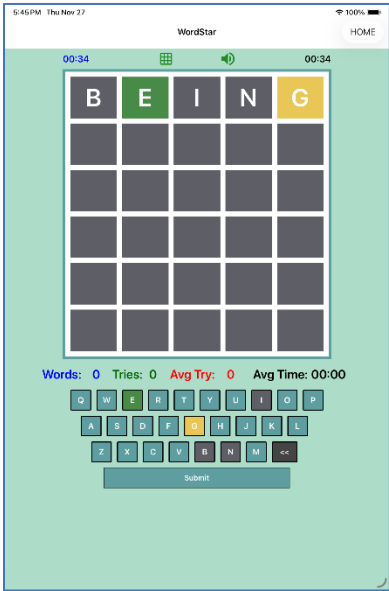 5:45 PM Thu Nov 27 100%
WordStar HOME
00:34 00:34
B E I N G
Words: 0 Tries: 0 Avg Try: 0 Avg Time: 00:00
Q W E R T Y U I O P
A S D F G H J K L
Z X C V B N M <<
Submit